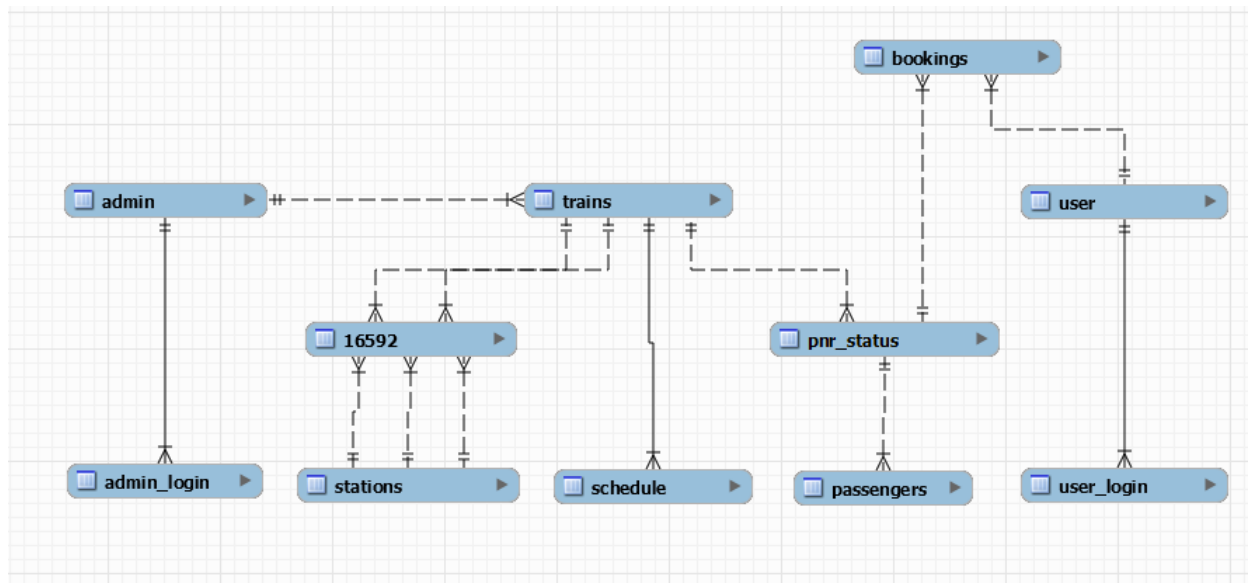 bookings
admin
trains
user
16592
pnr_status
admin_login
stations
schedule
passengers
user_login